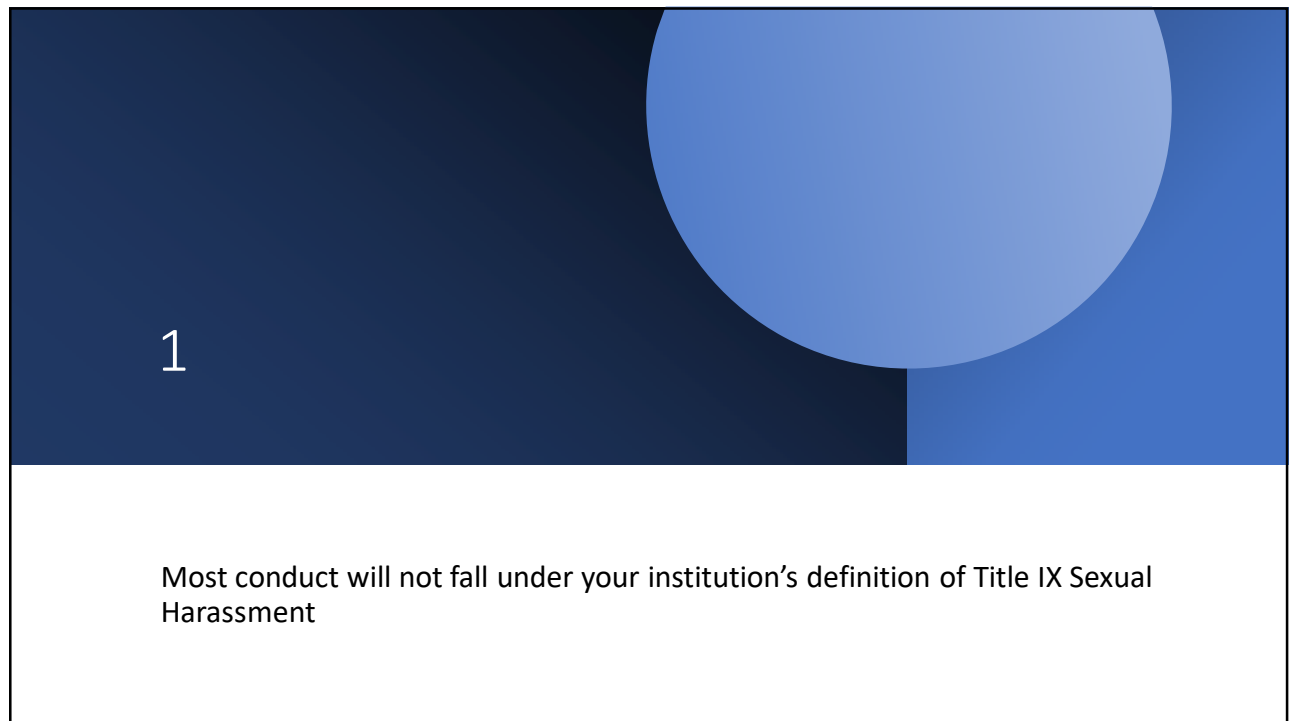 1
Most conduct will not fall under your institution’s definition of Title IX Sexual
Harassment